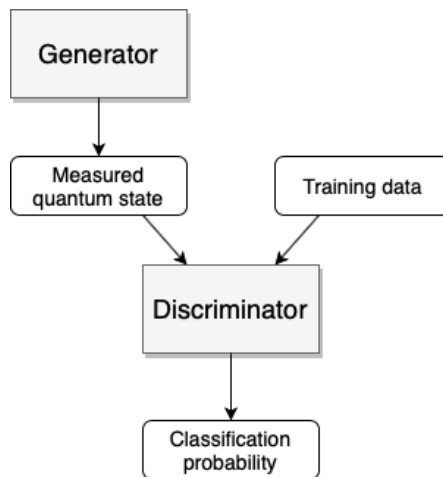 Generator
Measured
quantum state
Training data
Discriminator
Classification
probability